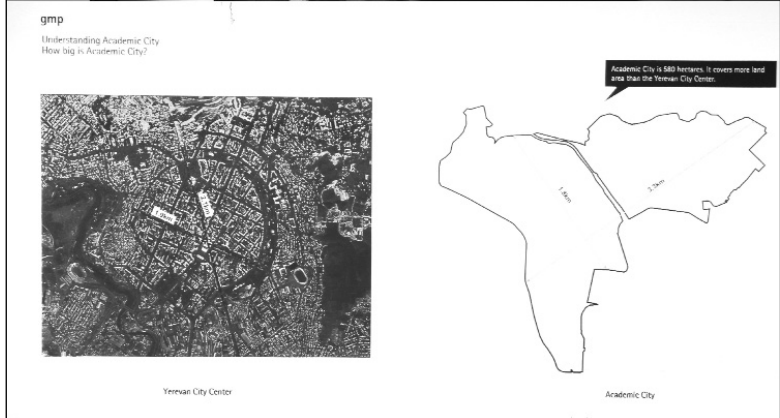 gmp
Understanding Academic City
How big is Academic City?
Academic City is 580 hectares. It covers more land
area than the Yerevan City Center.
Yerevan City Center
Academic City